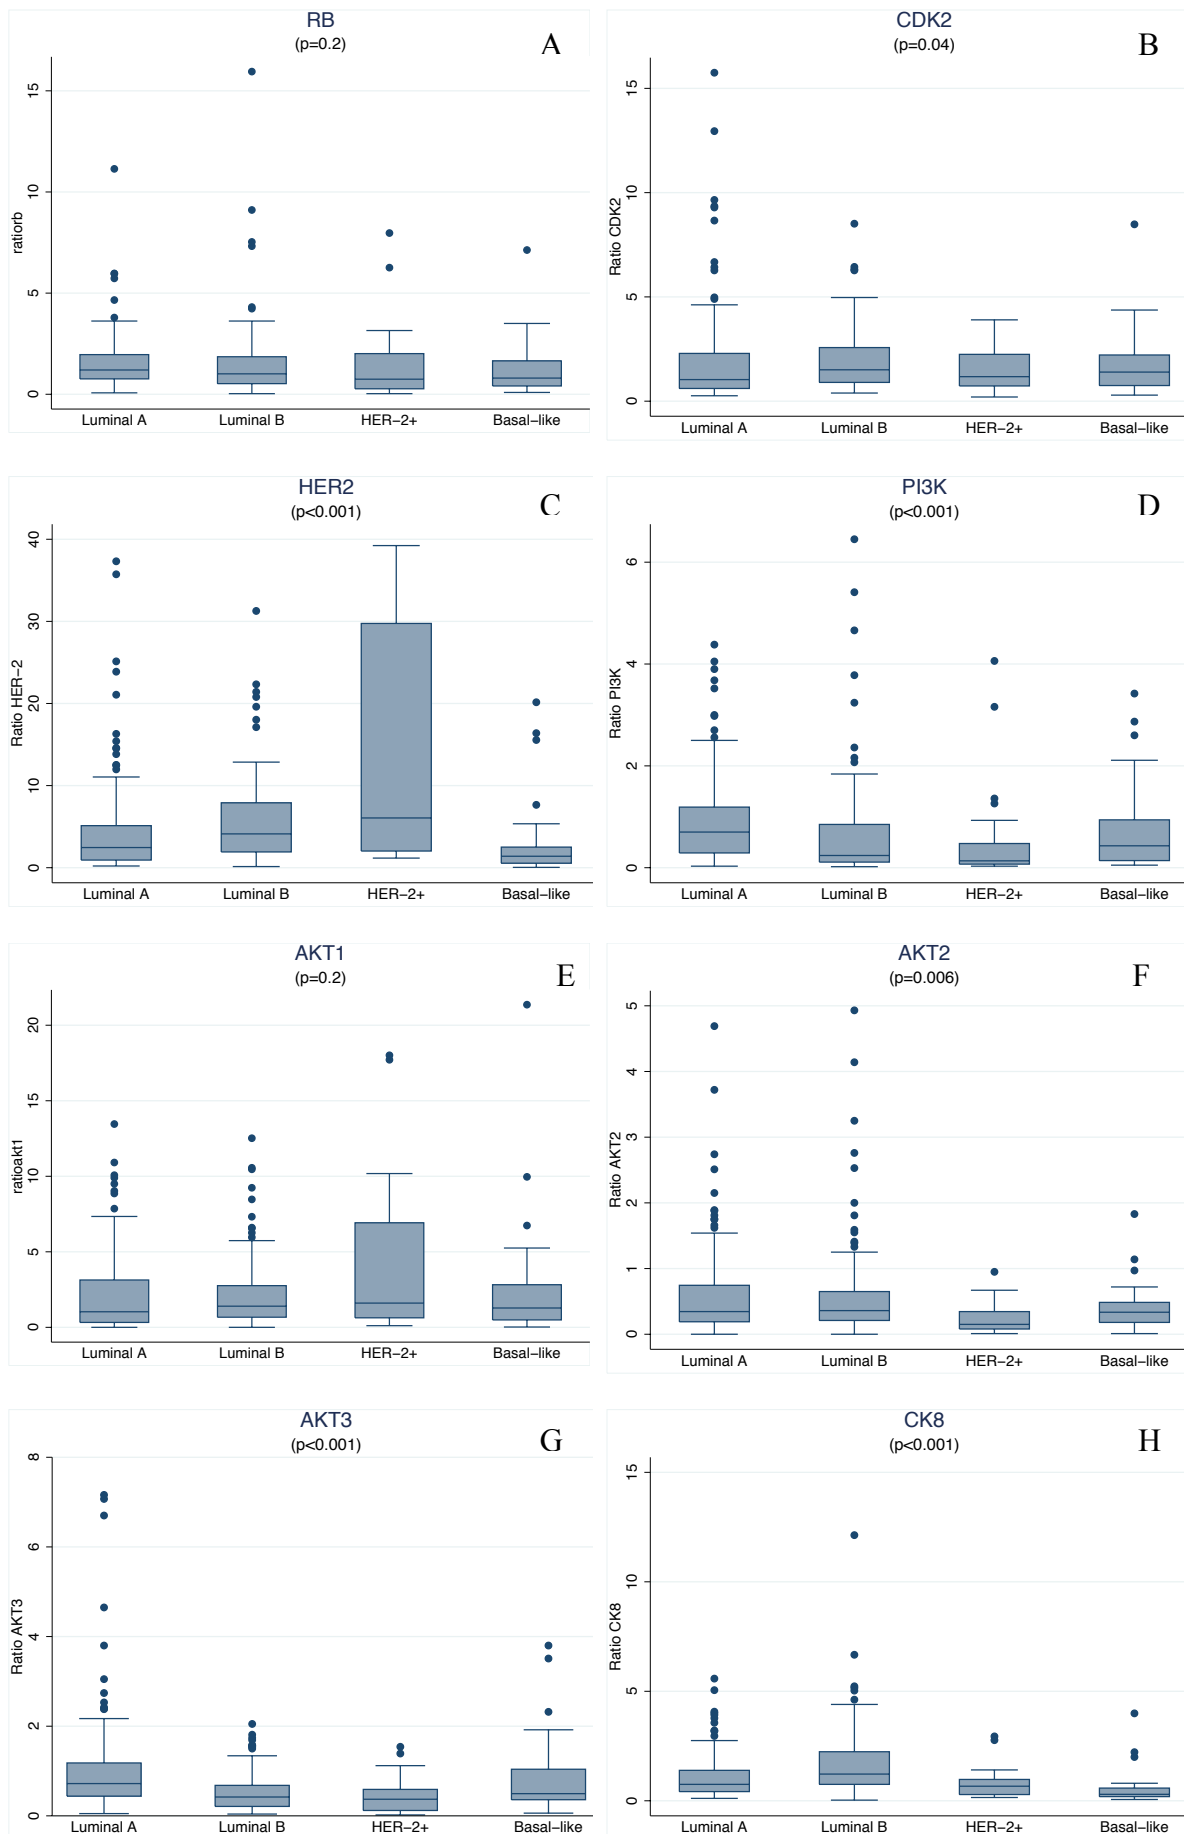 RB
(p=0.2)
A
ratiorb
15
10
5
0
Luminal A Luminal B HER-2+ Basal-like
CDK2
(p=0.04)
B
Ratio CDK2
15
10
5
0
Luminal A Luminal B HER-2+ Basal-like
HER2
(p<0.001)
C
Ratio HER-2
40
30
20
10
0
Luminal A Luminal B HER-2+ Basal-like
PI3K
(p<0.001)
D
Ratio PI3K
6
4
2
0
Luminal A Luminal B HER-2+ Basal-like
AKT1
(p=0.2)
E
ratioakt1
20
15
10
5
0
Luminal A Luminal B HER-2+ Basal-like
AKT2
(p=0.006)
F
Ratio AKT2
5
4
3
2
1
0
Luminal A Luminal B HER-2+ Basal-like
AKT3
(p<0.001)
G
Ratio AKT3
8
6
4
2
0
Luminal A Luminal B HER-2+ Basal-like
CK8
(p<0.001)
H
Ratio CK8
15
10
5
0
Luminal A Luminal B HER-2+ Basal-like